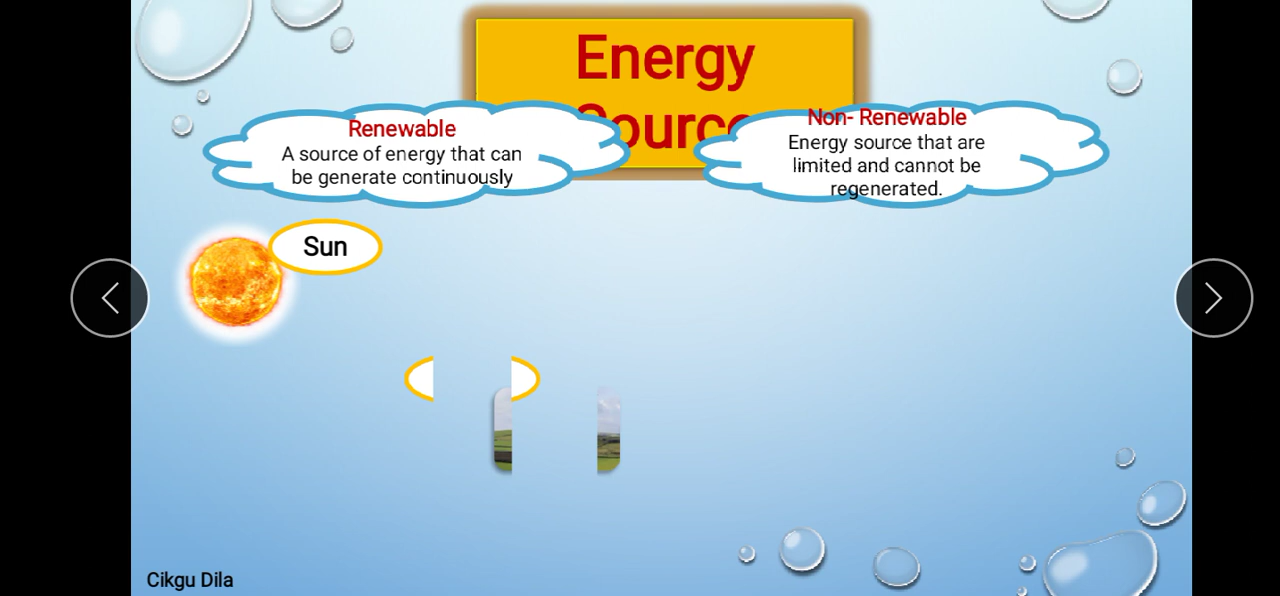 Energy
Source
Renewable
A source of energy that can
be generate continuously
Non- Renewable
Energy source that are
limited and cannot be
regenerated.
Sun
Cikgu Dila